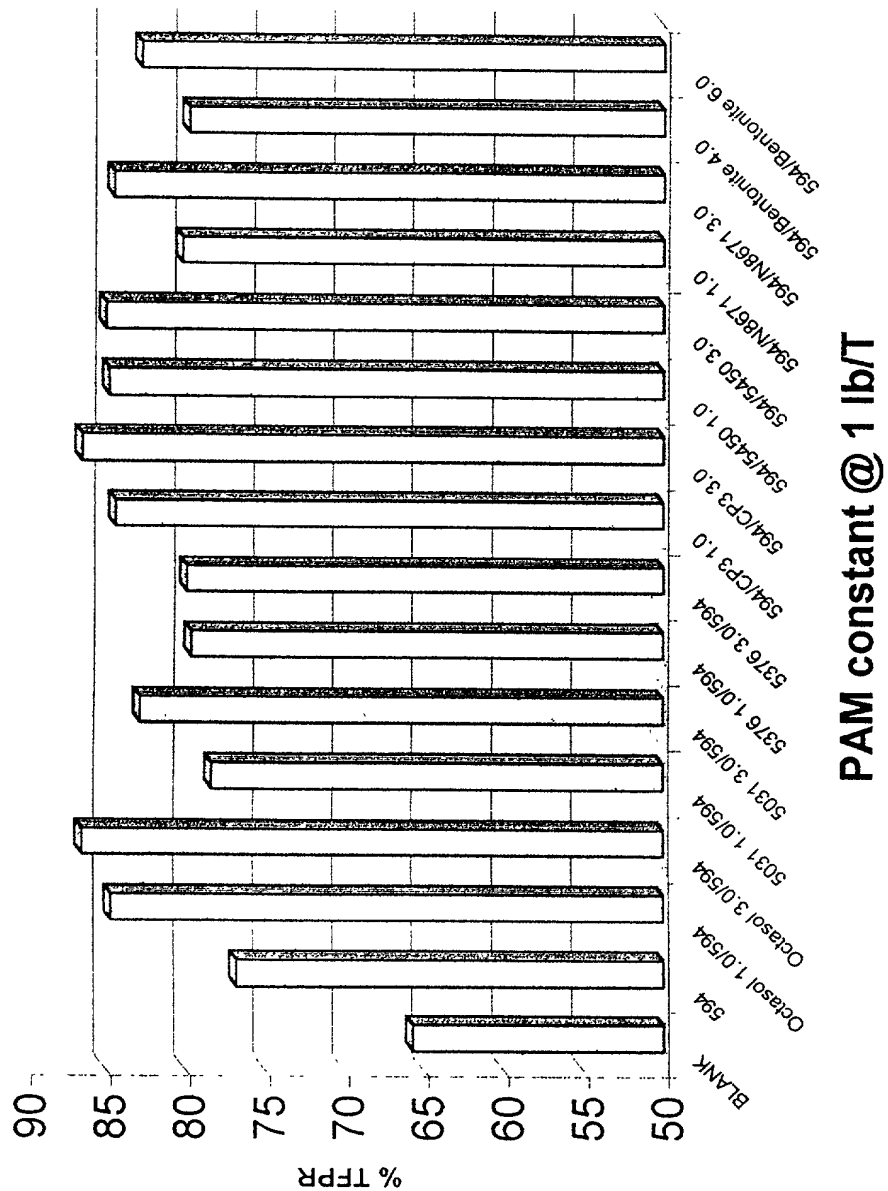 % TFPR
90
85
80
75
70
65
60
55
50
BLANK
594
Octasol 1.0/594
Octasol 3.0/594
5031 1.0/594
5031 3.0/594
5376 1.0/594
5376 3.0/594
594/CP3 1.0
594/CP3 3.0
594/5450 1.0
594/5450 3.0
594/N8671 1.0
594/N8671 3.0
594/Bentonite 4.0
594/Bentonite 6.0
PAM constant @ 1 lb/T